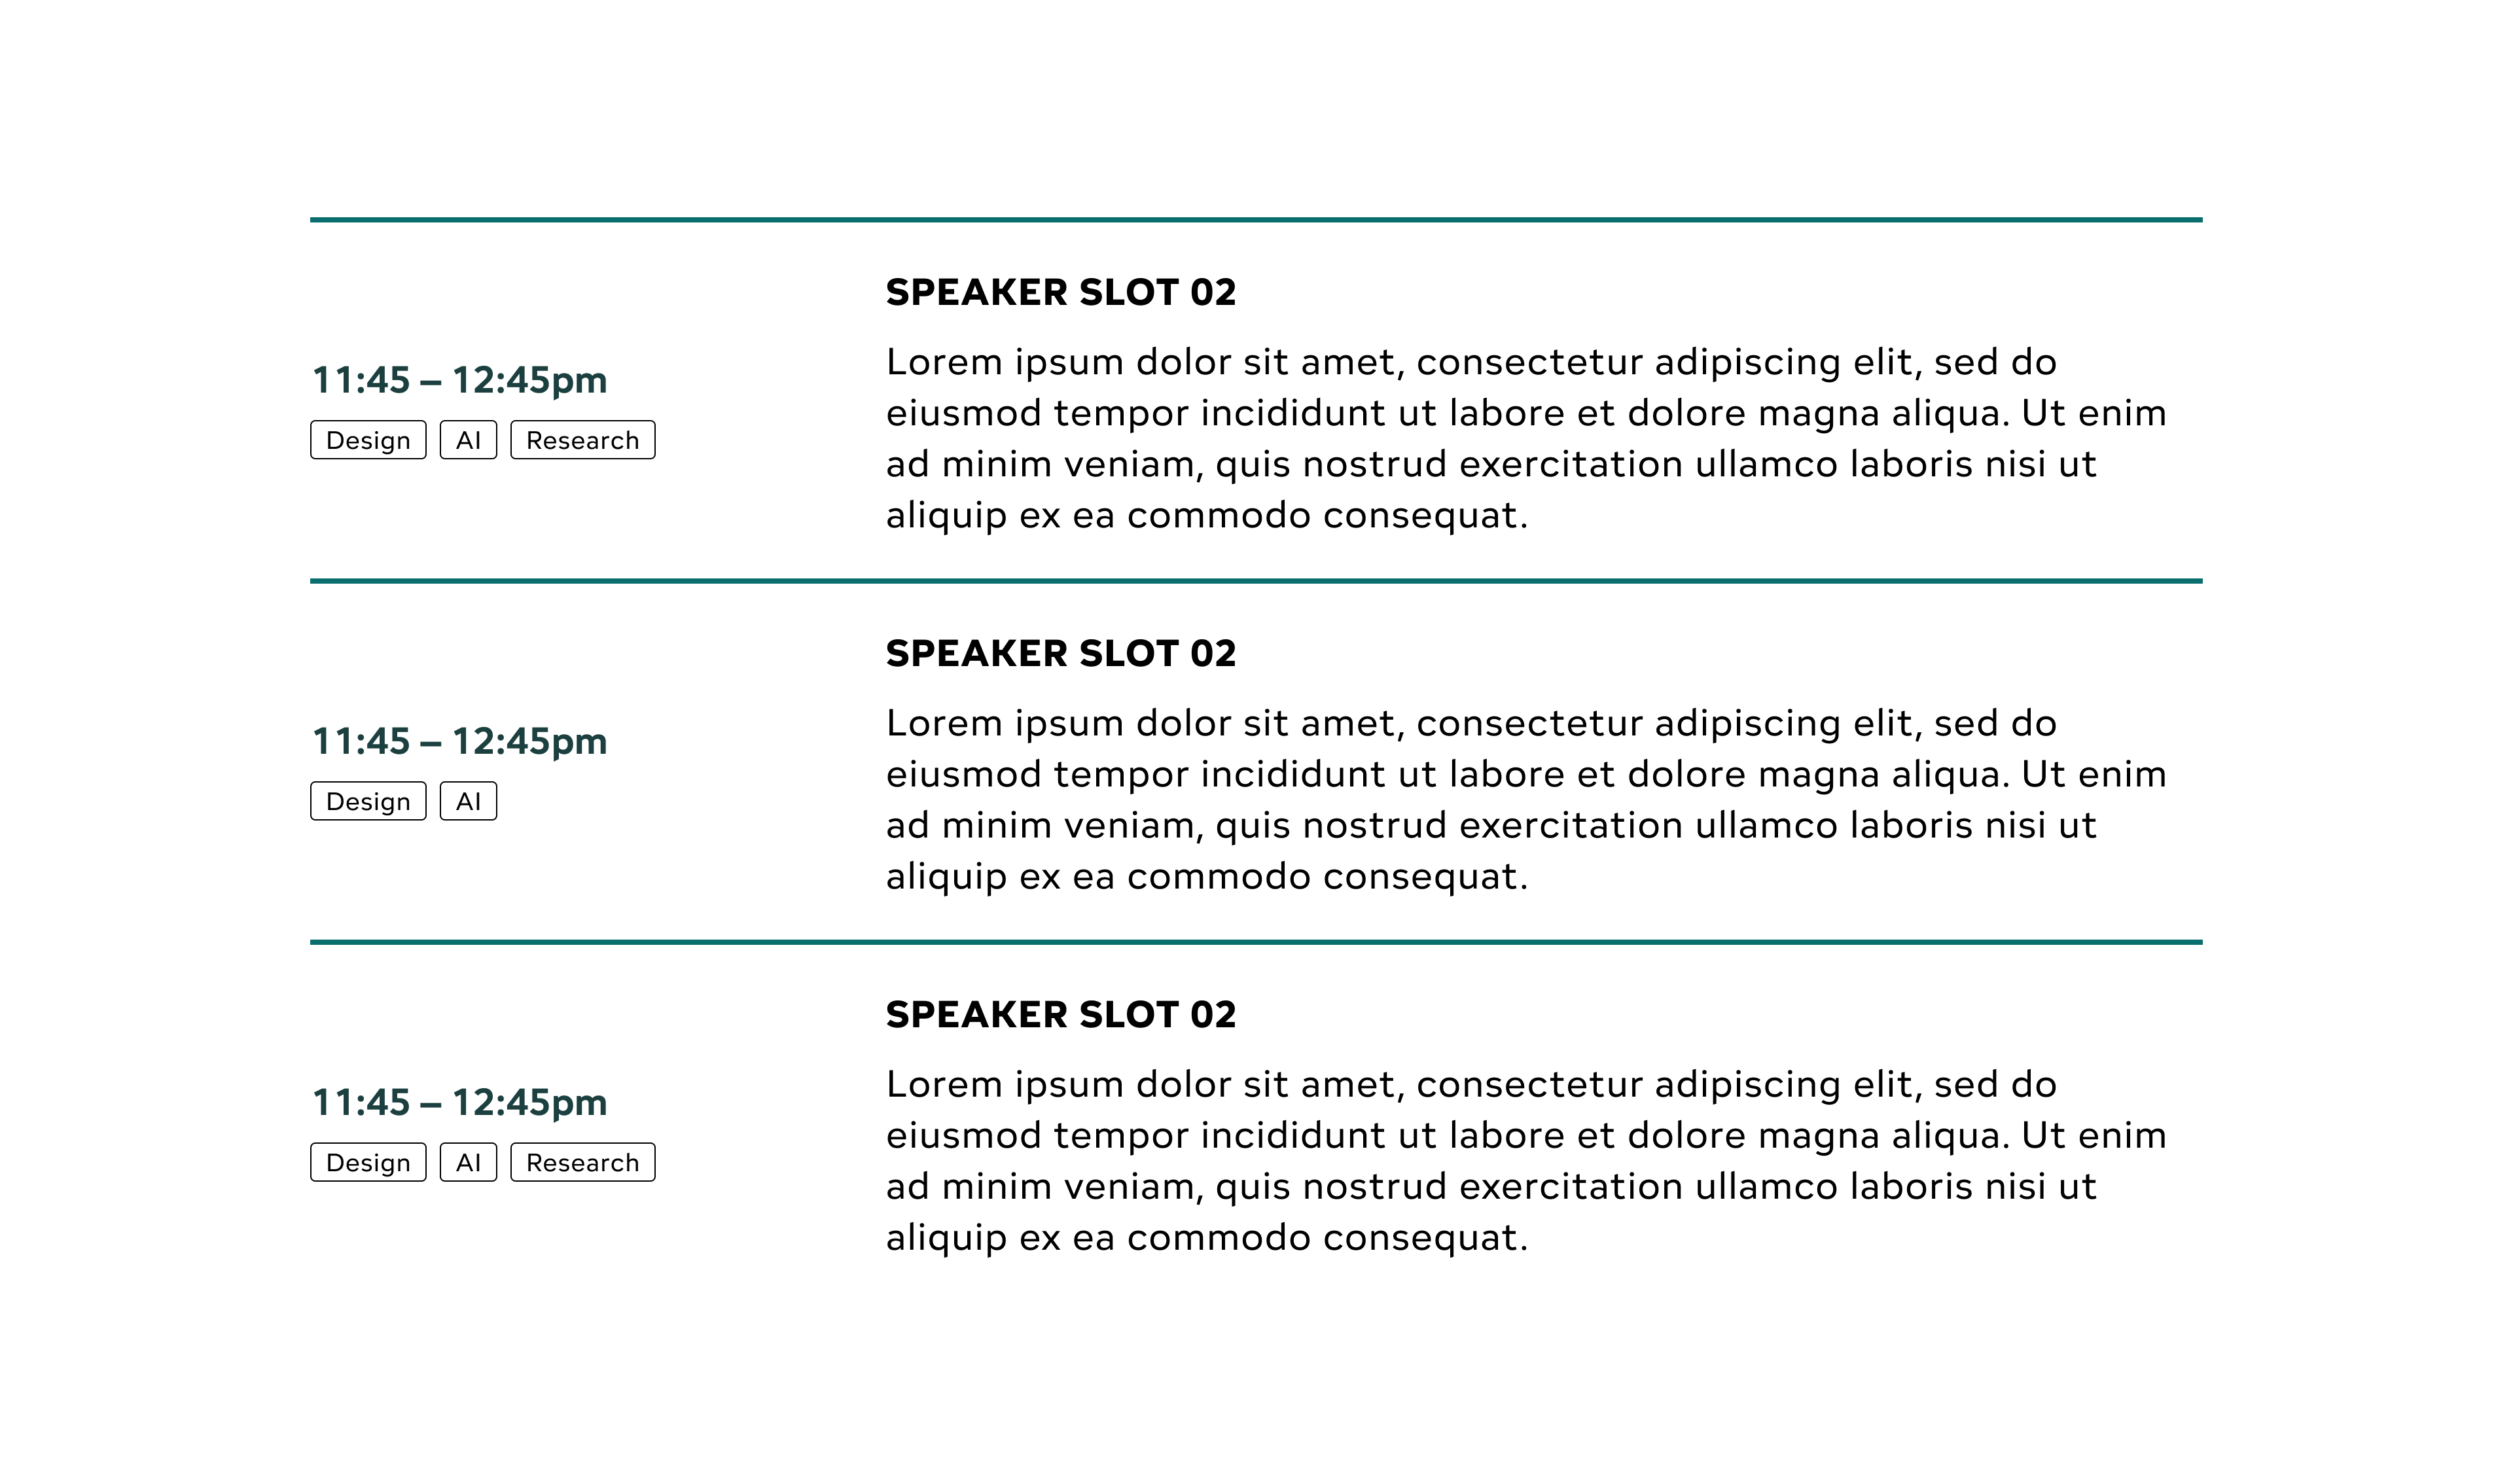 SPEAKER SLOT 02
11:45 – 12:45pm
Design AI Research
Lorem ipsum dolor sit amet, consectetur adipiscing elit, sed do
eiusmod tempor incididunt ut labore et dolore magna aliqua. Ut enim
ad minim veniam, quis nostrud exercitation ullamco laboris nisi ut
aliquip ex ea commodo consequat.
SPEAKER SLOT 02
11:45 – 12:45pm
Design AI
Lorem ipsum dolor sit amet, consectetur adipiscing elit, sed do
eiusmod tempor incididunt ut labore et dolore magna aliqua. Ut enim
ad minim veniam, quis nostrud exercitation ullamco laboris nisi ut
aliquip ex ea commodo consequat.
SPEAKER SLOT 02
11:45 – 12:45pm
Design AI Research
Lorem ipsum dolor sit amet, consectetur adipiscing elit, sed do
eiusmod tempor incididunt ut labore et dolore magna aliqua. Ut enim
ad minim veniam, quis nostrud exercitation ullamco laboris nisi ut
aliquip ex ea commodo consequat.